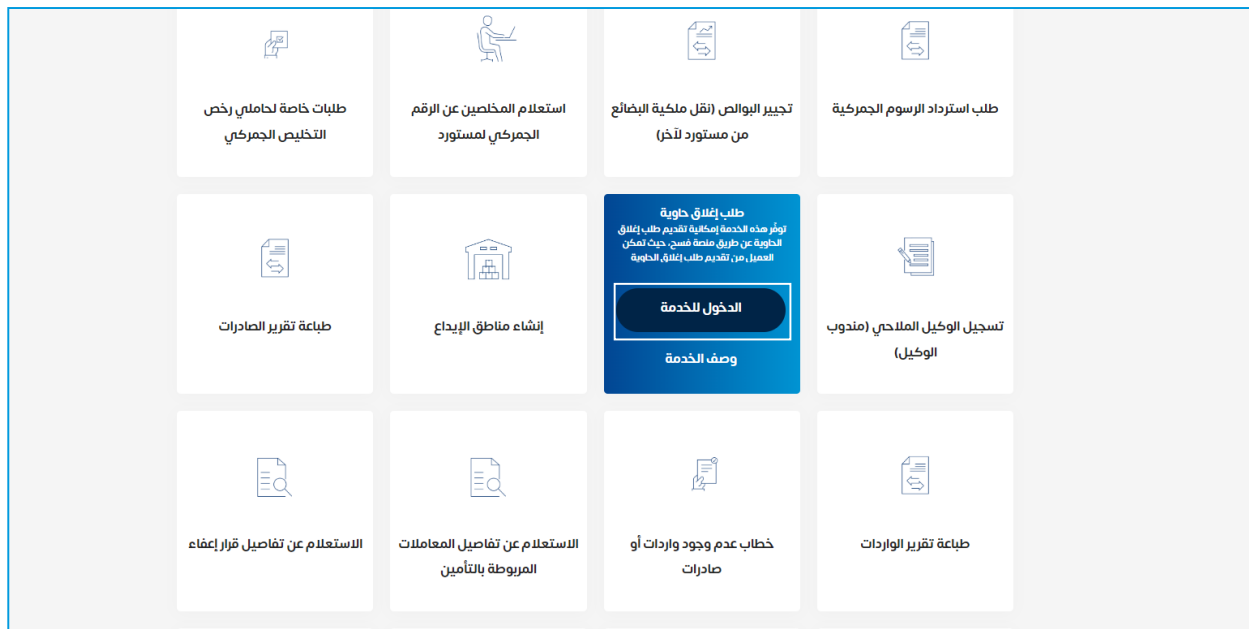 طلب استرداد الرسوم الجمركية
تجيير البوالص (نقل ملكية البضائع
من مستورد لآخر)
استعلام المخلصين عن الرقم
الجمركي لمستورد
طلبات خاصة لحاملي رخص
التخليص الجمركي
تسجيل الوكيل الملاحي (مندوب
الوكيل)
طلب إغلاق حاوية
توفّر هذه الخدمة إمكانية تقديم طلب إغلاق
الحاوية عن طريق منصة فسح، حيث تمكن
العميل من تقديم طلب إغلاق الحاوية
الدخول للخدمة
وصف الخدمة
إنشاء مناطق الإيداع
طباعة تقرير الصادرات
طباعة تقرير الواردات
خطاب عدم وجود واردات أو
صادرات
الاستعلام عن تفاصيل المعاملات
المربوطة بالتأمين
الاستعلام عن تفاصيل قرار إعفاء